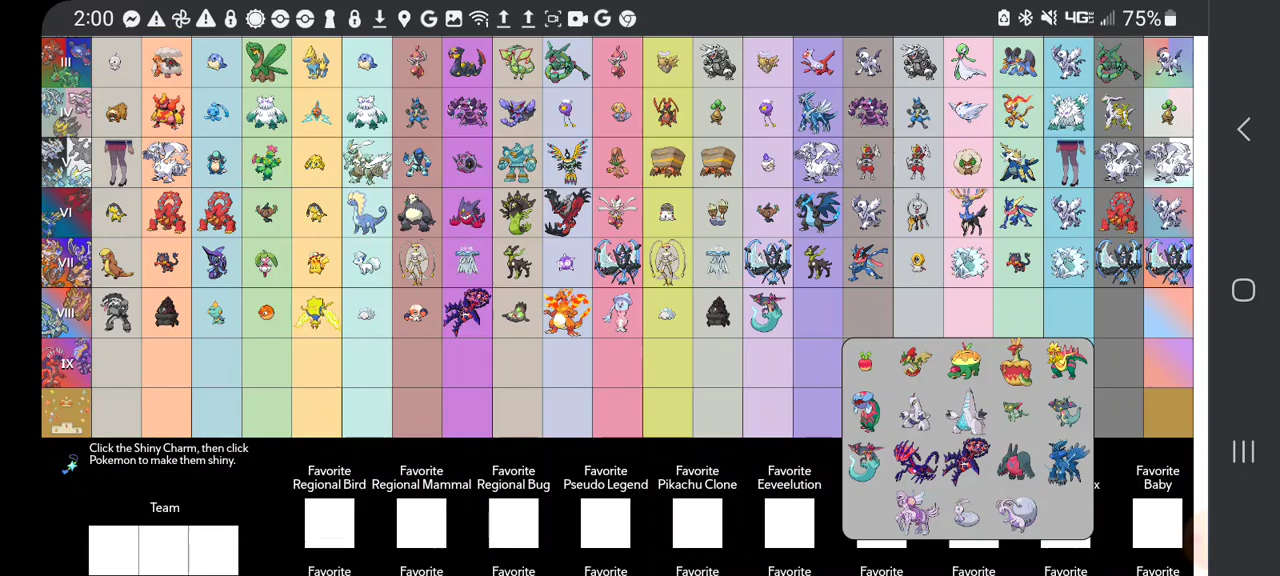 2:00 G G 4G 75%
III
IV
V
VI
VII
VIII
IX
Click the Shiny Charm, then click
Pokemon to make them shiny.
Team
Favorite
Regional Bird
Favorite
Regional Mammal
Favorite
Regional Bug
Favorite
Pseudo Legend
Favorite
Pikachu Clone
Favorite
Eeveelution
Favorite
Baby
Favorite Favorite Favorite Favorite Favorite Favorite Favorite Favorite Favorite Favorite